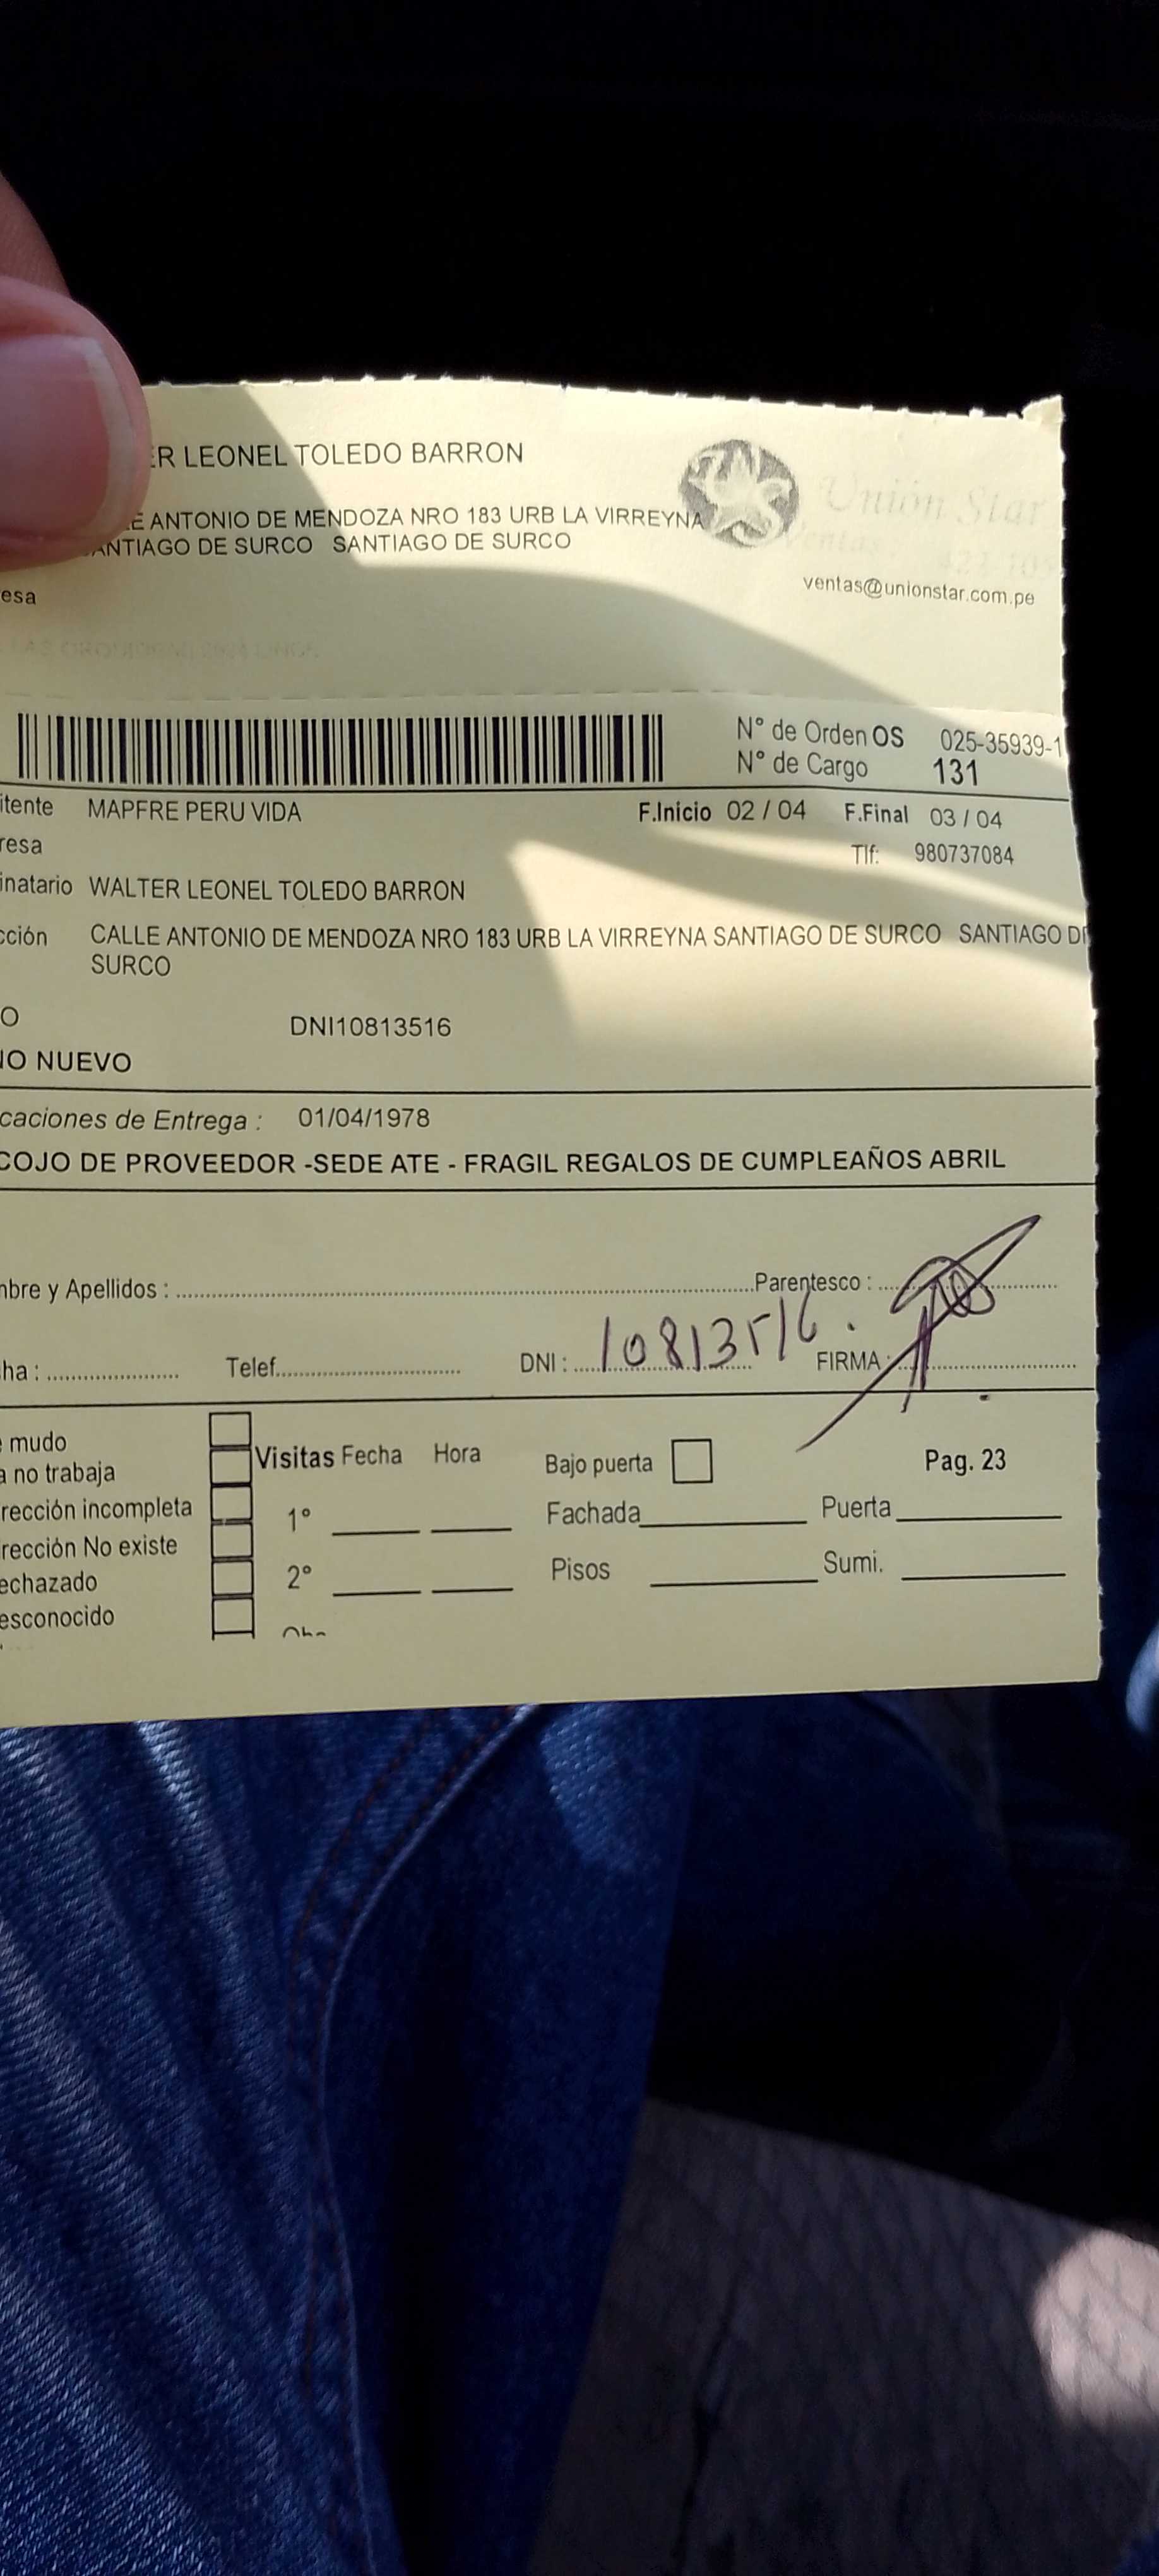 ER LEONEL TOLEDO BARRON
LE ANTONIO DE MENDOZA NRO 183 URB LA VIRREYNA
ANTIAGO DE SURCO SANTIAGO DE SURCO
Unión Star
ventas@unionstar.com.pe
esa
N° de Orden OS 025-35939-1
N° de Cargo 131
itente MAPFRE PERU VIDA F.Inicio 02 / 04 F.Final 03 / 04
resa Tlf: 980737084
inatario WALTER LEONEL TOLEDO BARRON
cción CALLE ANTONIO DE MENDOZA NRO 183 URB LA VIRREYNA SANTIAGO DE SURCO SANTIAGO DE
SURCO
O DNI10813516
NO NUEVO
caciones de Entrega : 01/04/1978
COJO DE PROVEEDOR -SEDE ATE - FRAGIL REGALOS DE CUMPLEAÑOS ABRIL
nbre y Apellidos : Parentesco :
ha : Telef. DNI : 10813516 . FIRMA :
e mudo
a no trabaja
rección incompleta
rección No existe
echazado
esconocido
Visitas Fecha Hora
1°
2°
Bajo puerta
Pag. 23
Fachada Puerta
Pisos Sumi.